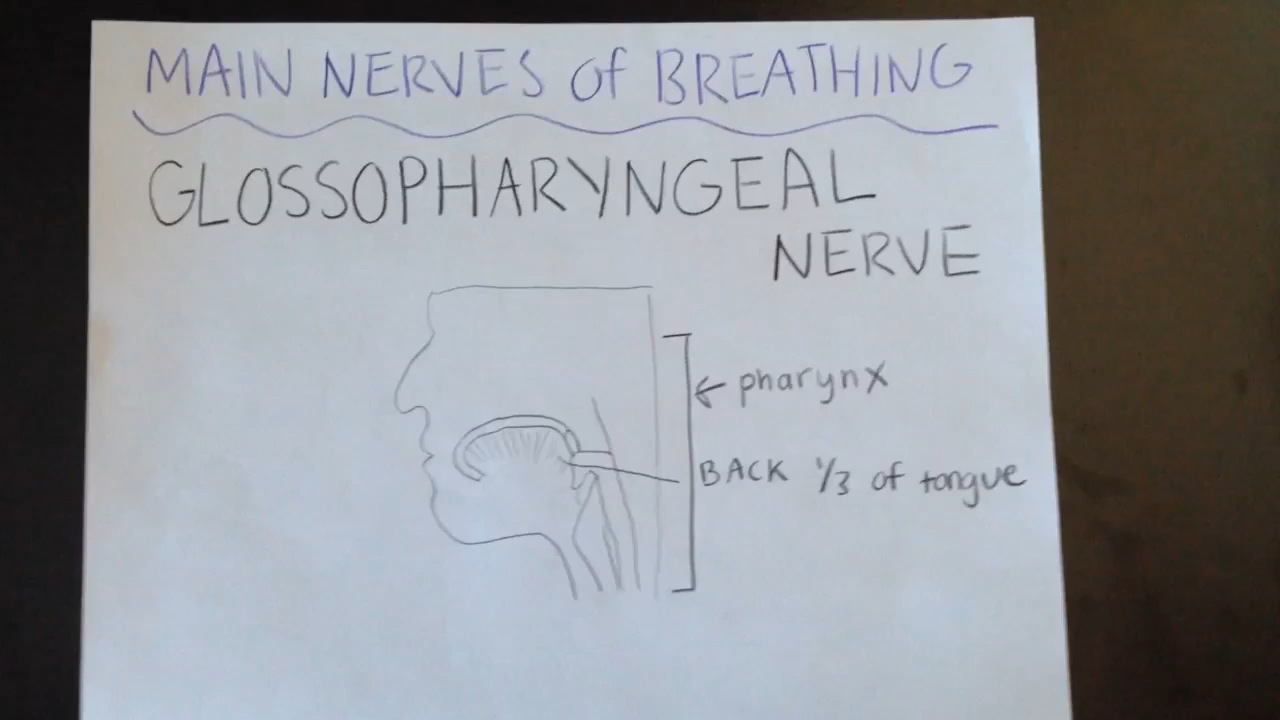 MAIN NERVES Of BREATHING
GLOSSOPHARYNGEAL
NERVE
← pharynx
BACK 1/3 of tongue